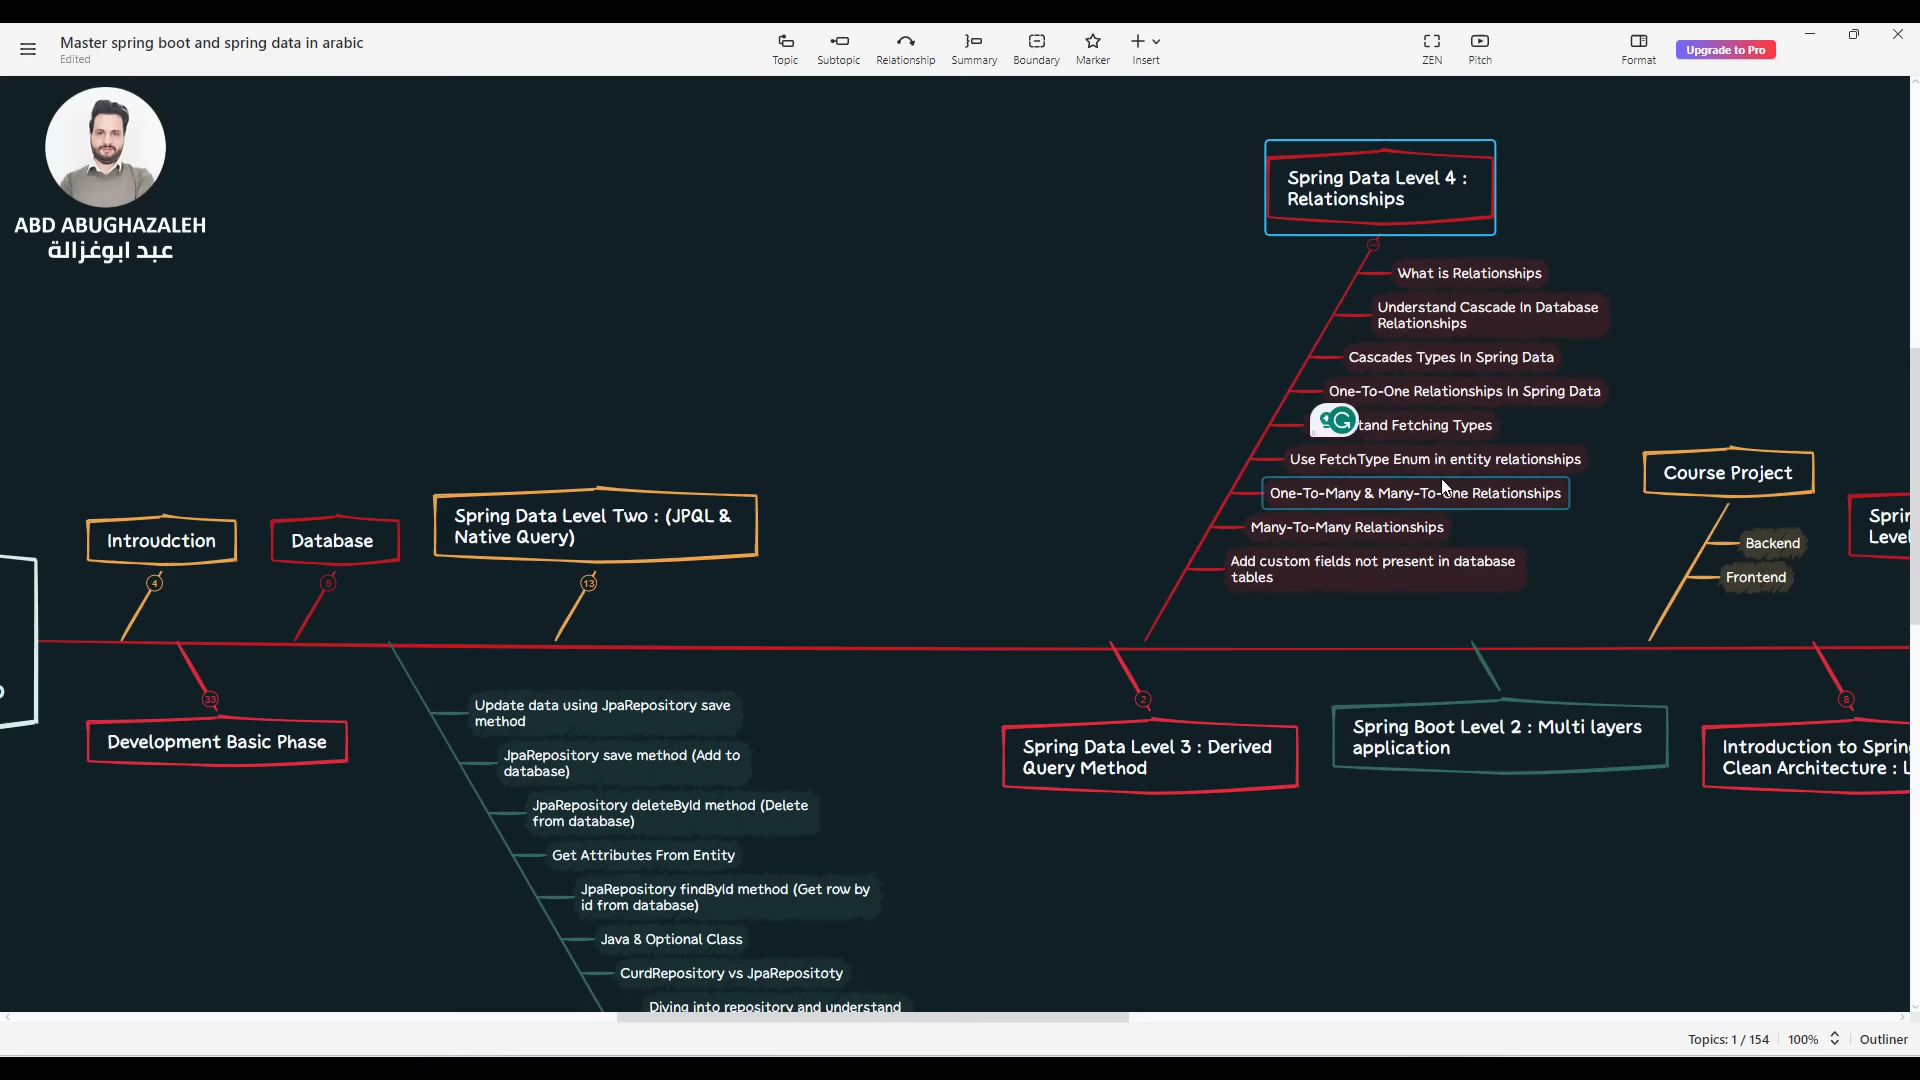 Master spring boot and spring data in arabic
Edited
Topic
Subtopic
Relationship
Summary
Boundary
Marker
Insert
ZEN
Pitch
Format
Upgrade to Pro
ABD ABUGHAZALEH
عبد ابوغزالة
Spring Data Level 4 :
Relationships
What is Relationships
Understand Cascade In Database
Relationships
Cascades Types In Spring Data
One-To-One Relationships In Spring Data
tand Fetching Types
Use FetchType Enum in entity relationships
One-To-Many & Many-To-One Relationships
Many-To-Many Relationships
Add custom fields not present in database
tables
Course Project
Backend
Frontend
Sprin
Level
Introudction
4
Database
5
Spring Data Level Two : (JPQL &
Native Query)
13
33
Development Basic Phase
Update data using JpaRepository save
method
JpaRepository save method (Add to
database)
JpaRepository deleteById method (Delete
from database)
Get Attributes From Entity
JpaRepository findById method (Get row by
id from database)
Java & Optional Class
CurdRepository vs JpaRepositoty
Diving into repository and understand
2
Spring Data Level 3 : Derived
Query Method
Spring Boot Level 2 : Multi layers
application
8
Introduction to Spring
Clean Architecture : L
Topics: 1 / 154
100%
Outliner